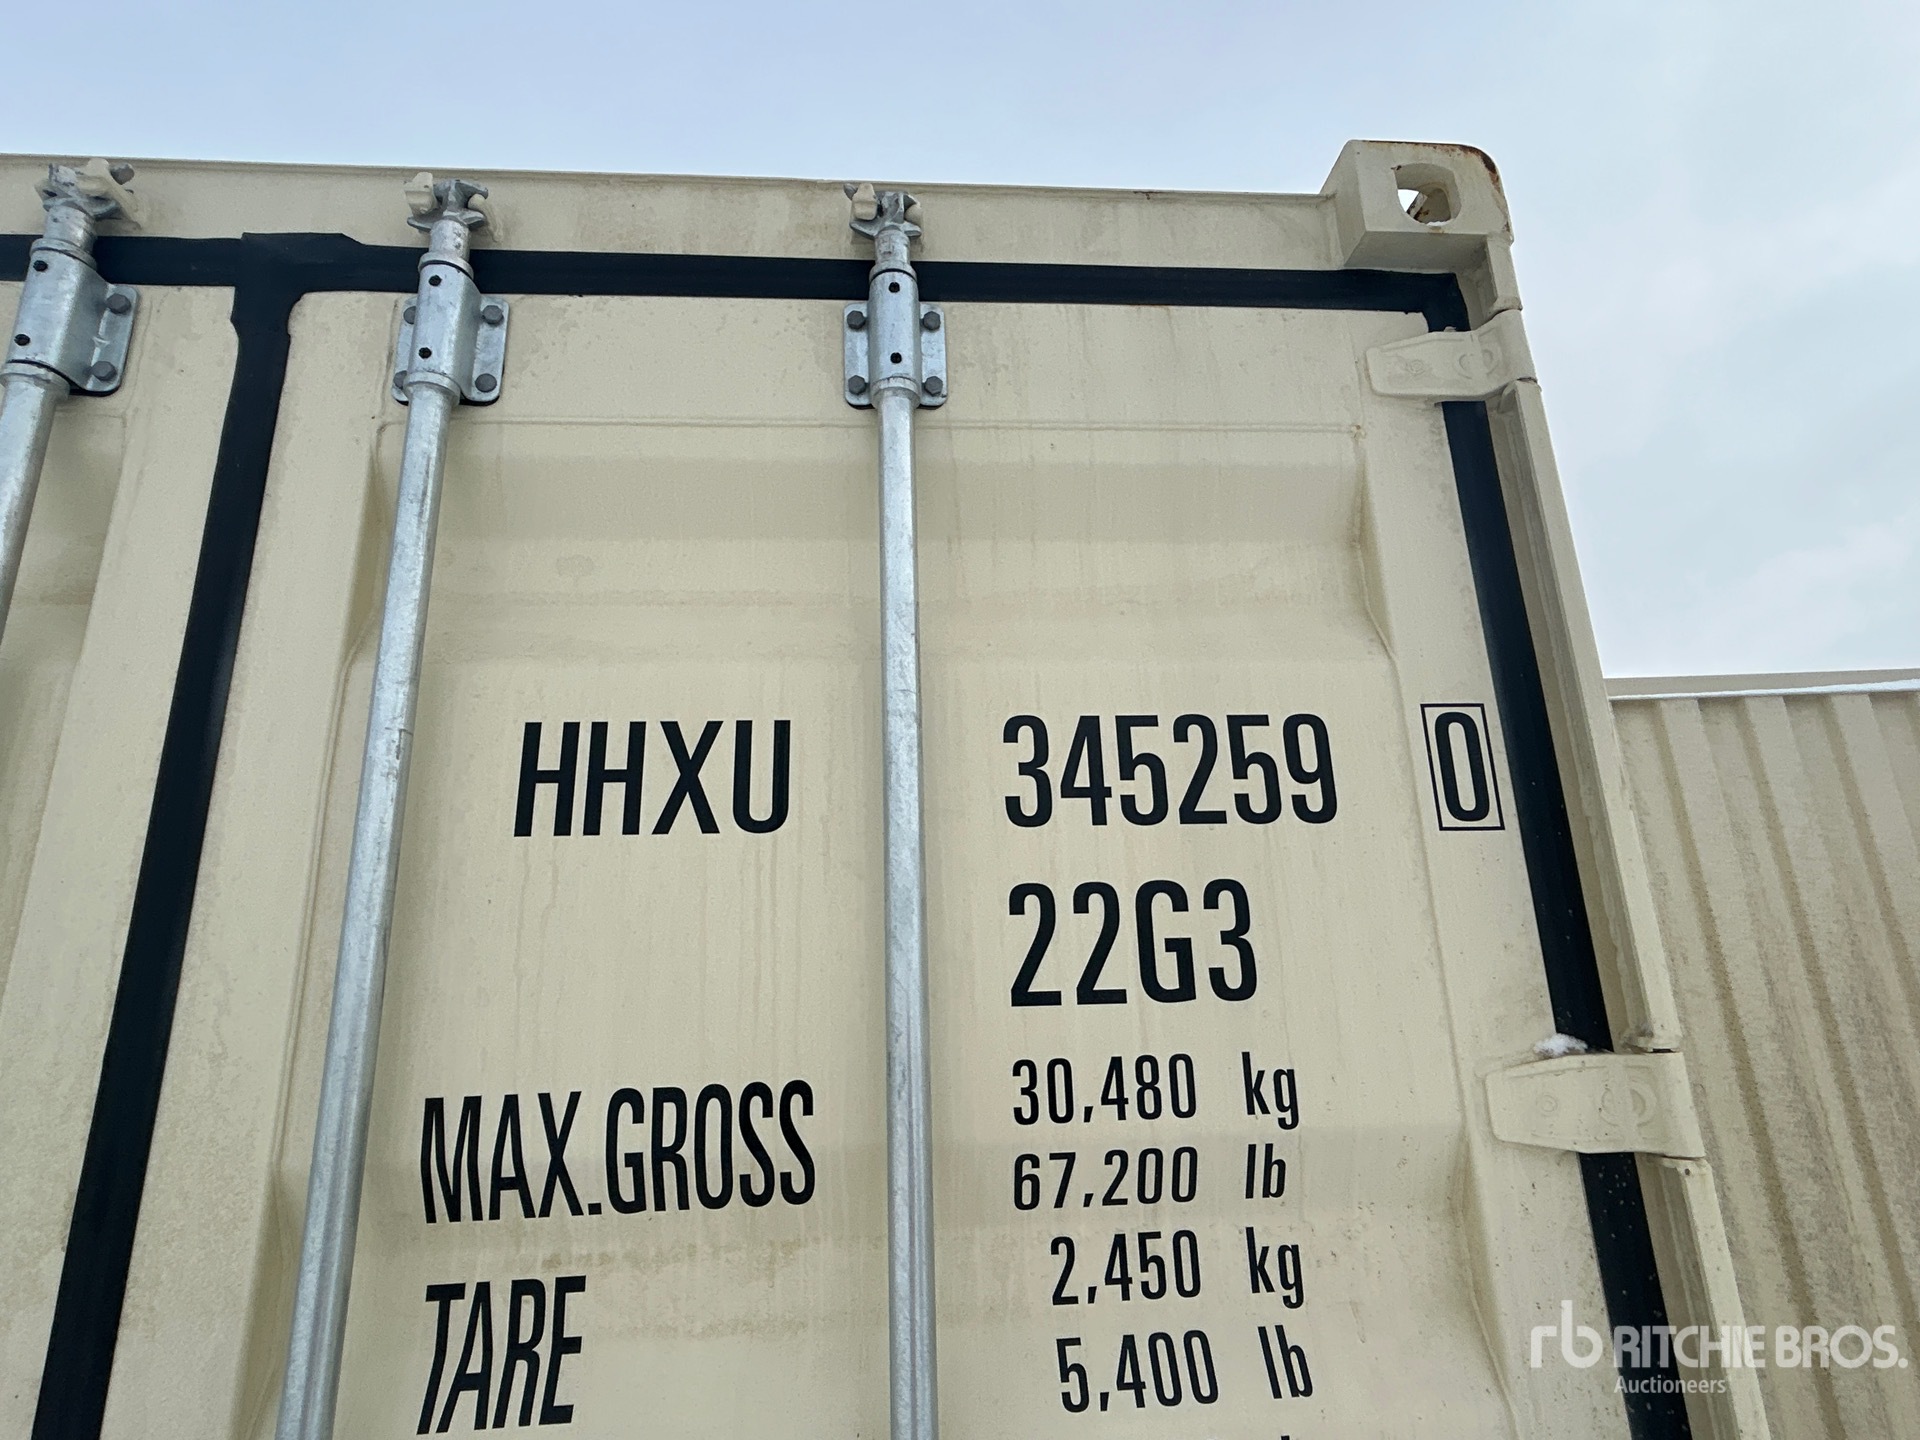 HHXU 345259 0
22G3
MAX.GROSS 30,480 kg
67,200 lb
TARE 2,450 kg
5,400 lb
rb RITCHIE BROS.
Auctioneers